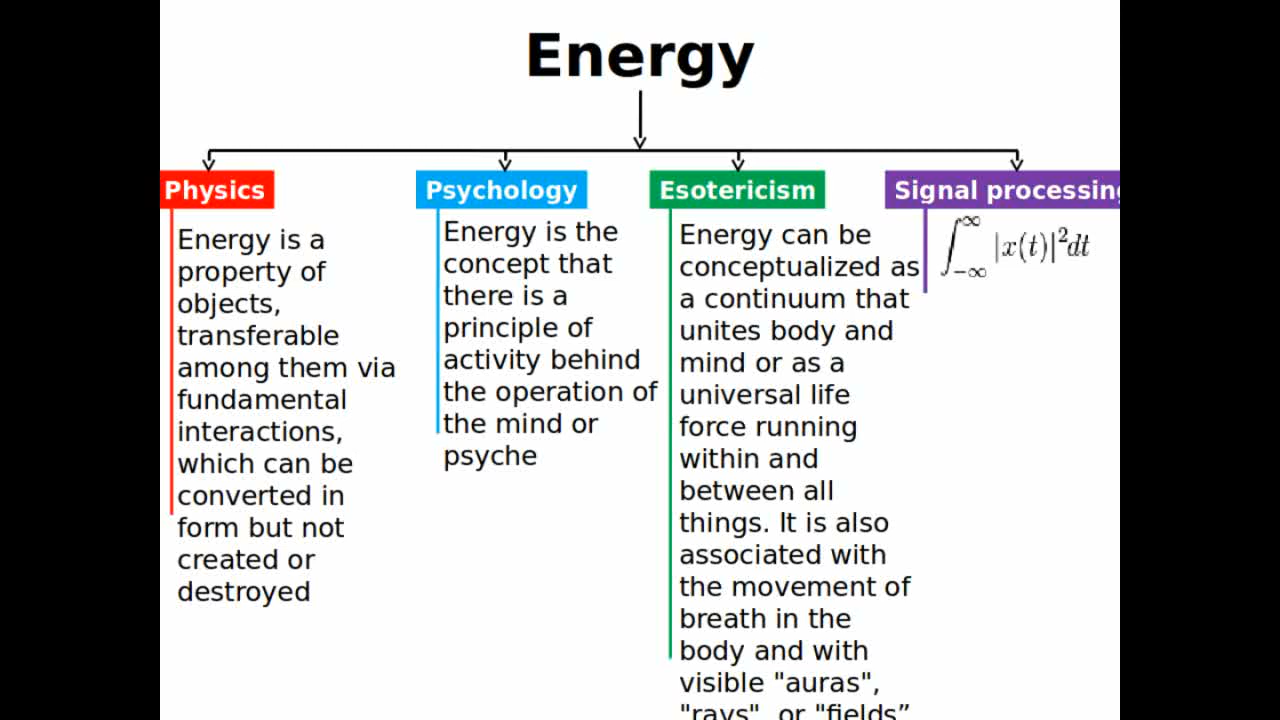 Energy
Physics
Energy is a
property of
objects,
transferable
among them via
fundamental
interactions,
which can be
converted in
form but not
created or
destroyed
Psychology
Energy is the
concept that
there is a
principle of
activity behind
the operation of
the mind or
psyche
Esotericism
Energy can be
conceptualized as
a continuum that
unites body and
mind or as a
universal life
force running
within and
between all
things. It is also
associated with
the movement of
breath in the
body and with
visible "auras",
"rays", or "fields”
Signal processing
∫_{-∞}^{∞} |x(t)|²dt